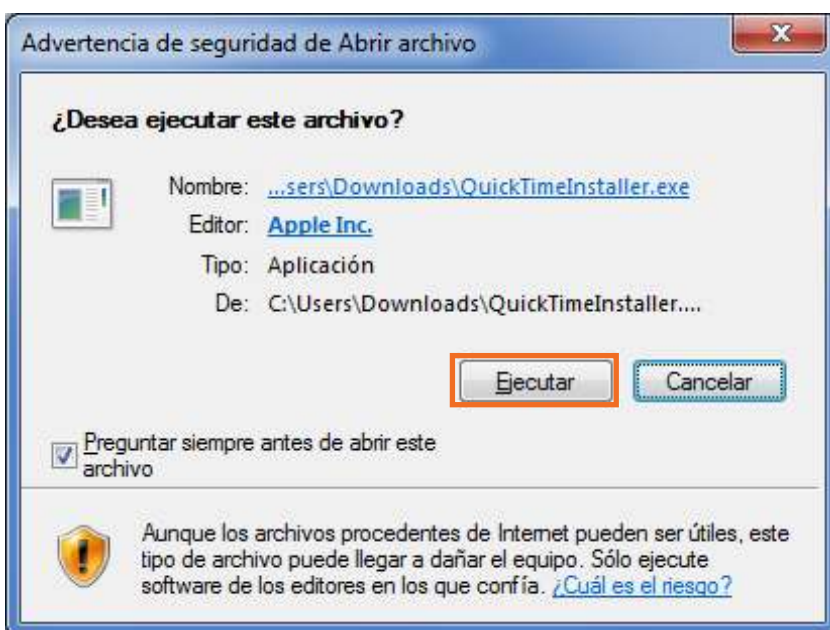 Advertencia de seguridad de Abrir archivo
¿Desea ejecutar este archivo?
Nombre: ...sers\Downloads\QuickTimeInstaller.exe
Editor: Apple Inc.
Tipo: Aplicación
De: C:\Users\Downloads\QuickTimeInstaller....
Ejecutar Cancelar
Preguntar siempre antes de abrir este
archivo
Aunque los archivos procedentes de Internet pueden ser útiles, este
tipo de archivo puede llegar a dañar el equipo. Sólo ejecute
software de los editores en los que confía. ¿Cuál es el riesgo?